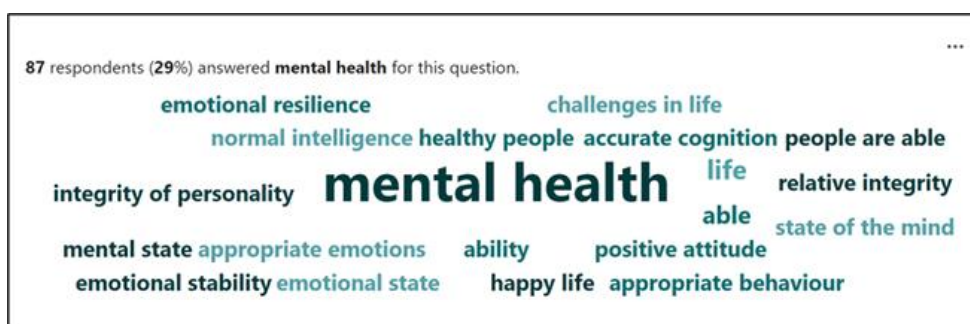 ...
87 respondents (29%) answered mental health for this question.
emotional resilience challenges in life
normal intelligence healthy people accurate cognition people are able
mental health life
integrity of personality relative integrity
able
state of the mind
mental state appropriate emotions ability positive attitude
emotional stability emotional state happy life appropriate behaviour